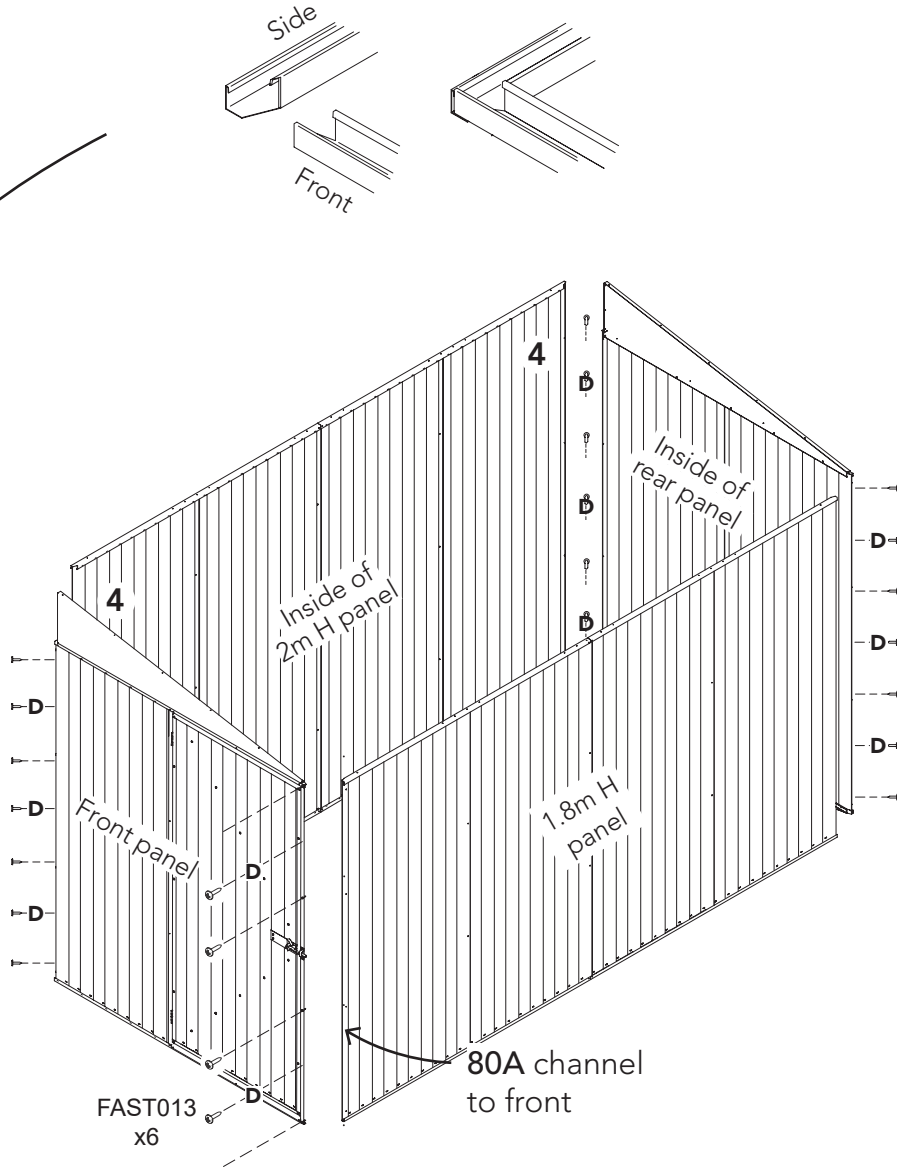 Side
Front
4
D
Inside of
rear panel
D
D
4
Inside of
2m H panel
D
D
D
D
D
D
D
Front panel
1.8m H
panel
D
D
80A channel
to front
FAST013
x6